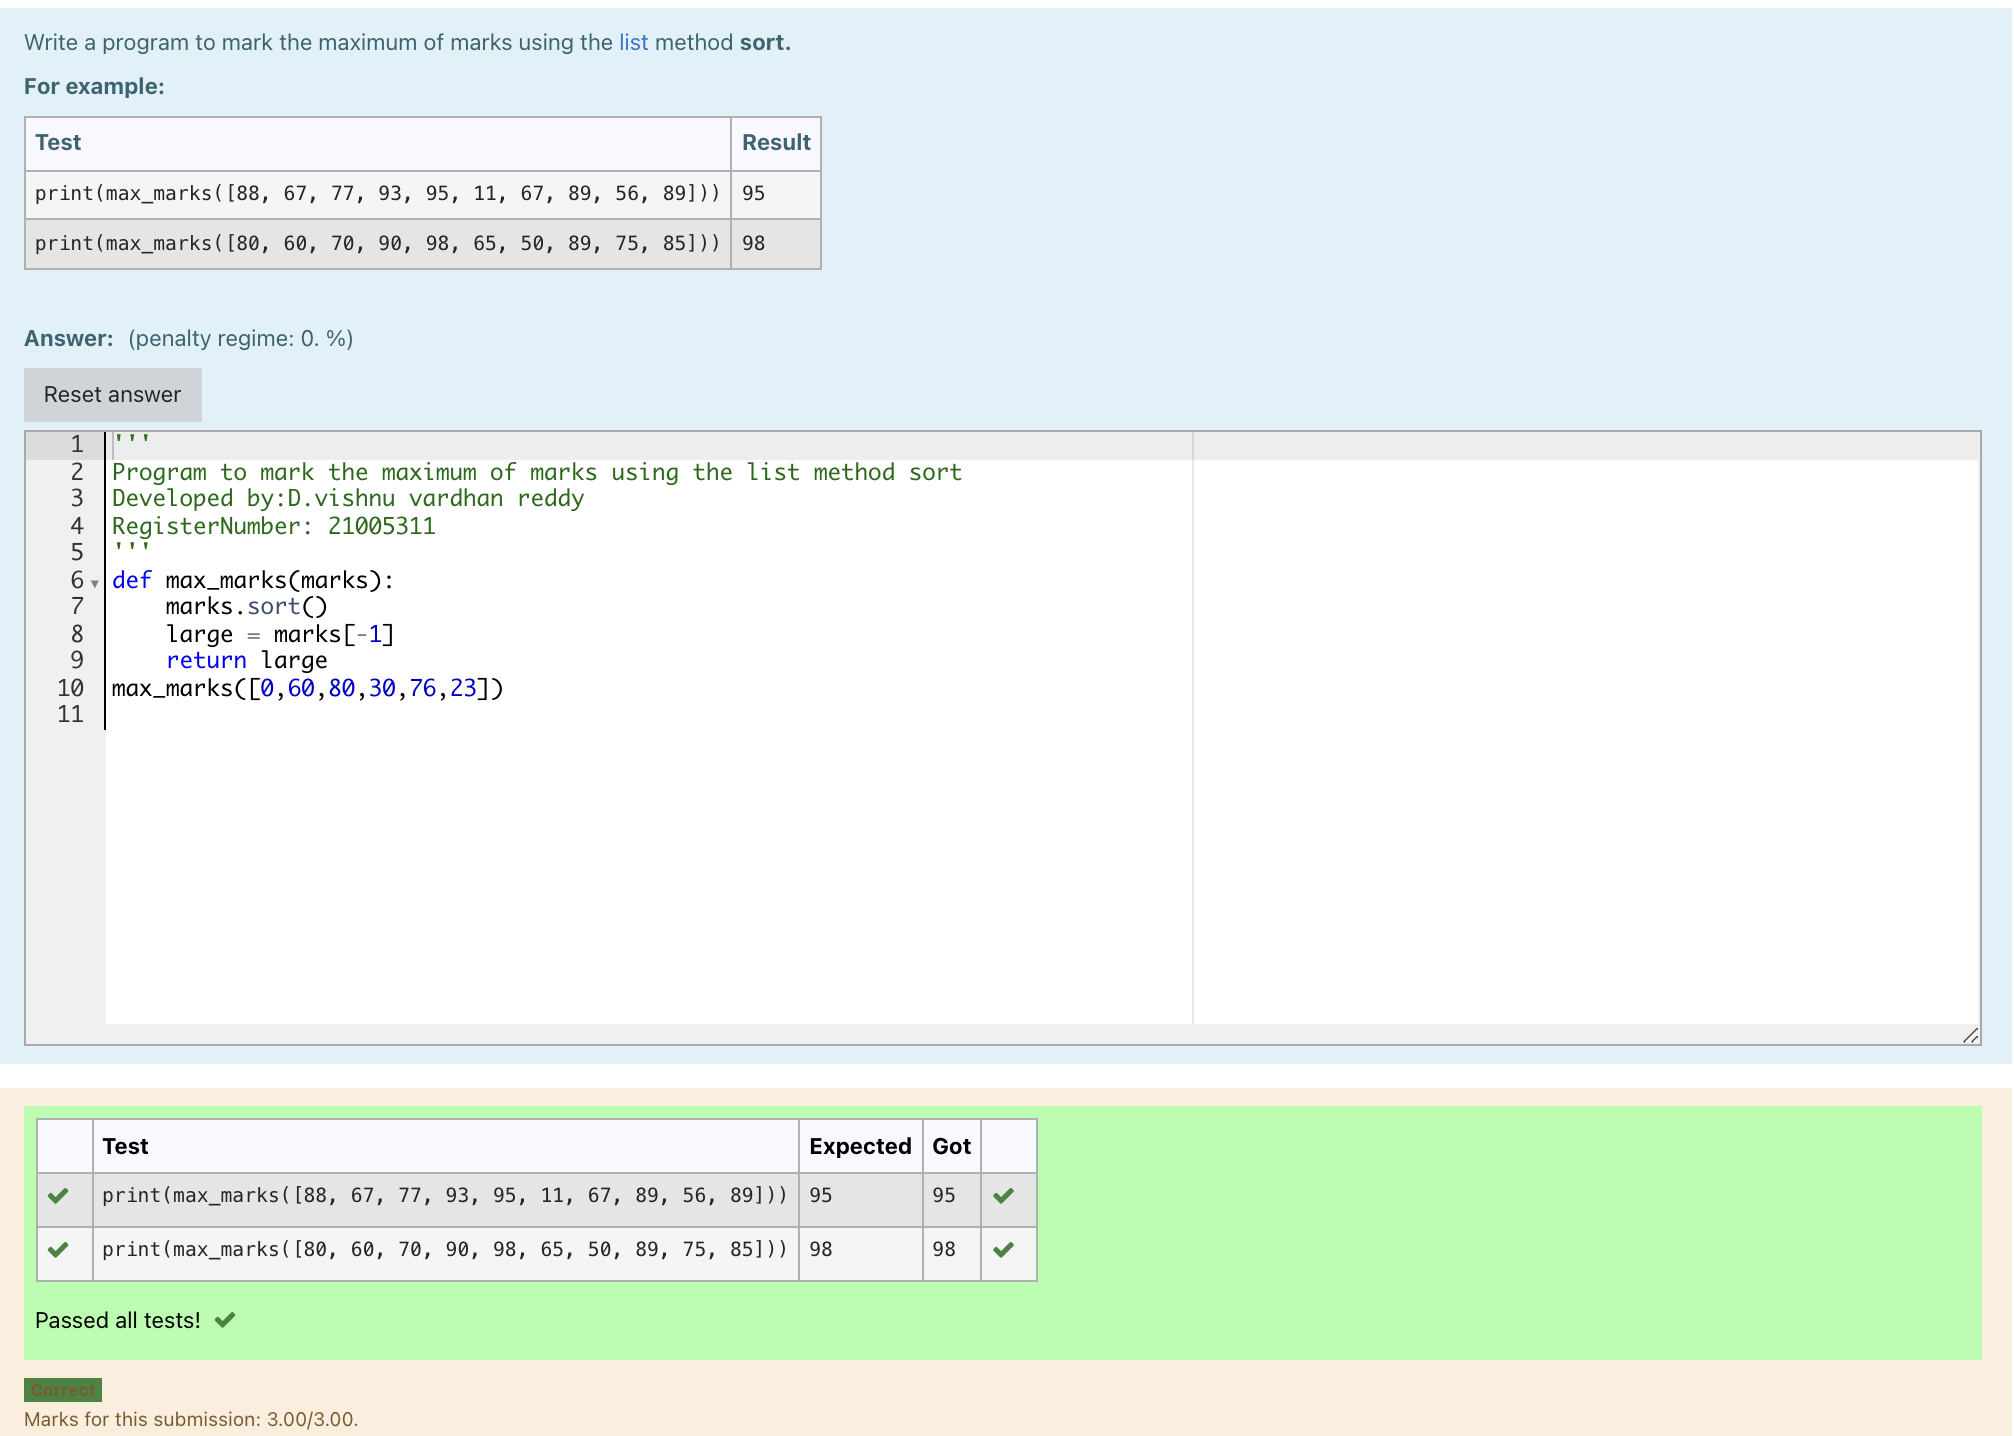 Write a program to mark the maximum of marks using the list method sort.
For example:
Test Result
print(max_marks([88, 67, 77, 93, 95, 11, 67, 89, 56, 89])) 95
print(max_marks([80, 60, 70, 90, 98, 65, 50, 89, 75, 85])) 98
Answer: (penalty regime: 0. %)
Reset answer
1 '''
2 Program to mark the maximum of marks using the list method sort
3 Developed by:D.vishnu vardhan reddy
4 RegisterNumber: 21005311
5 '''
6 def max_marks(marks):
7     marks.sort()
8     large = marks[-1]
9     return large
10 max_marks([0,60,80,30,76,23])
11
Test Expected Got
print(max_marks([88, 67, 77, 93, 95, 11, 67, 89, 56, 89])) 95 95
print(max_marks([80, 60, 70, 90, 98, 65, 50, 89, 75, 85])) 98 98
Passed all tests!
Correct
Marks for this submission: 3.00/3.00.